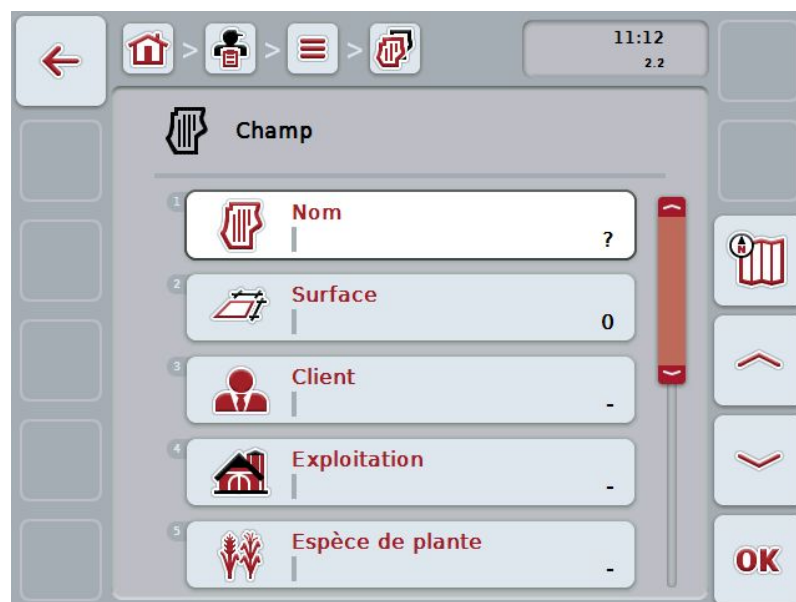 > > >
11:12
2.2
Champ
1
Nom
?
2
Surface
0
3
Client
-
4
Exploitation
-
5
Espèce de plante
-
N
OK